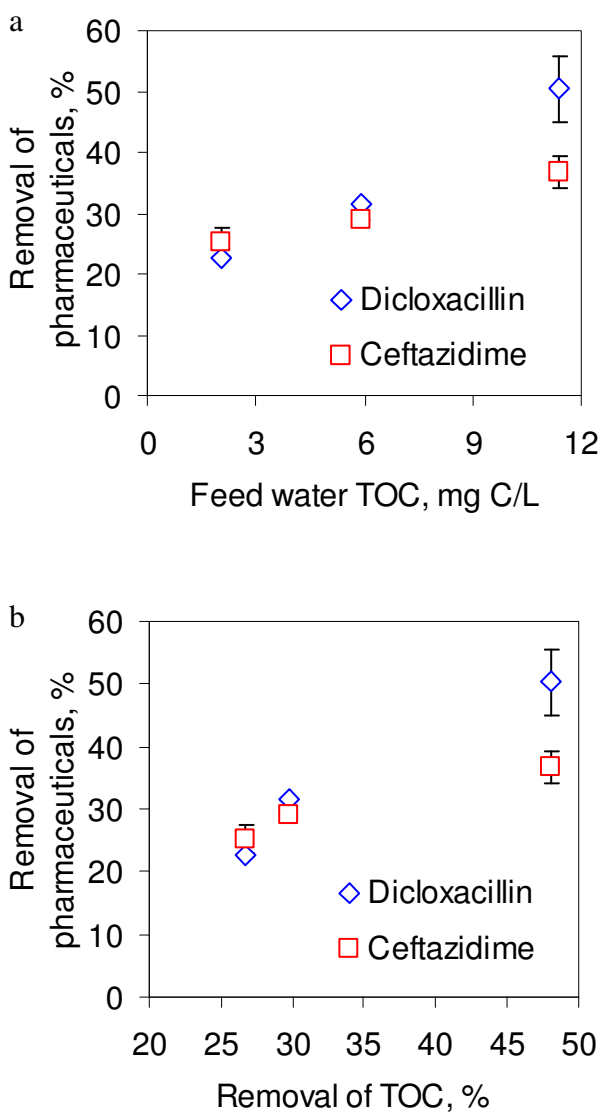 a
Removal of
pharmaceuticals, %
60
50
40
30
20
10
0
Dicloxacillin
Ceftazidime
0 3 6 9 12
Feed water TOC, mg C/L
b
Removal of
pharmaceuticals, %
60
50
40
30
20
10
0
Dicloxacillin
Ceftazidime
20 25 30 35 40 45 50
Removal of TOC, %